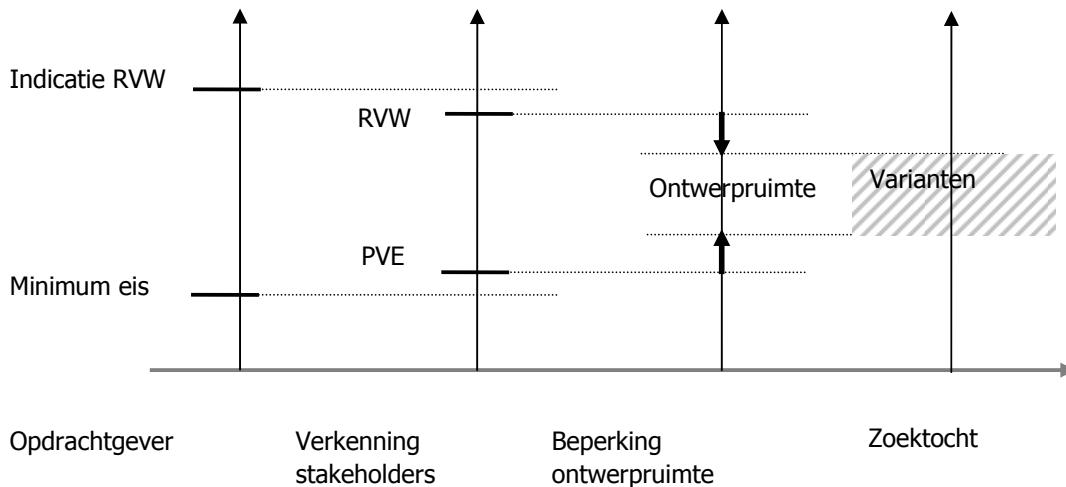 Indicatie RVW
RVW
Ontwerpruimte
Varianten
PVE
Minimum eis
Opdrachtgever
Verkenning
stakeholders
Beperking
ontwerpruimte
Zoektocht